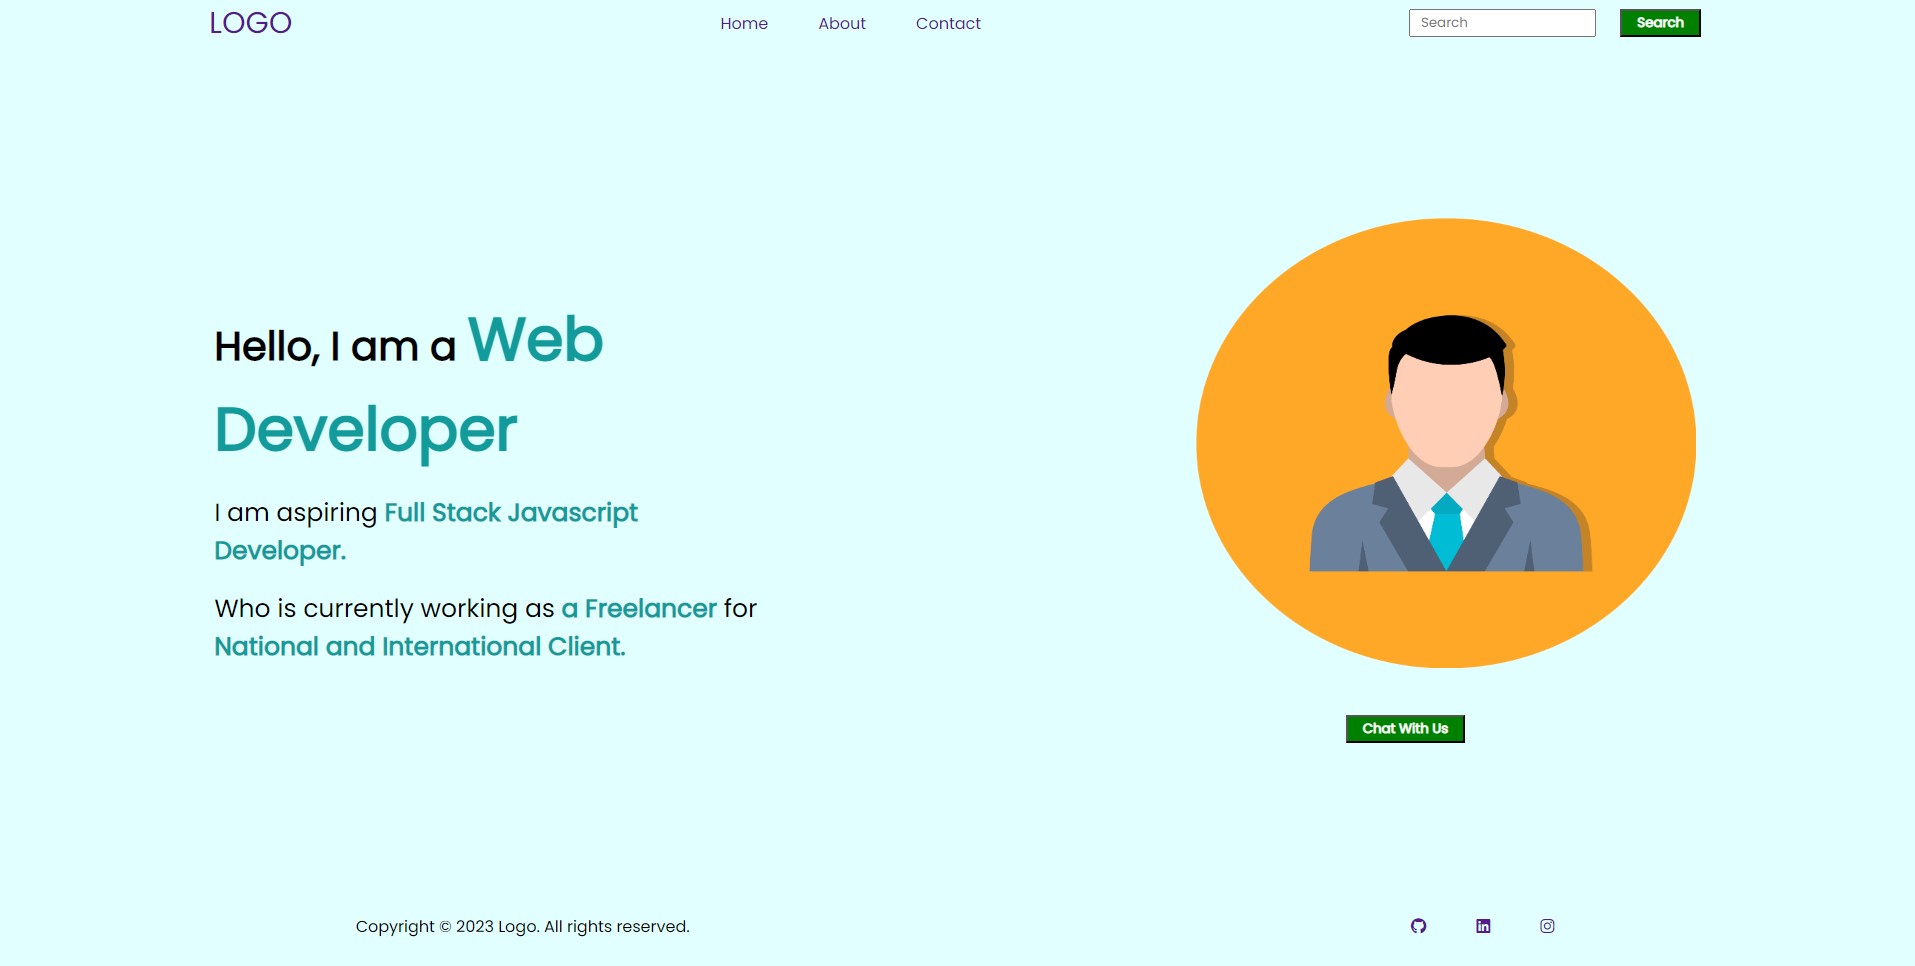 LOGO
Home
About
Contact
Search
Search
Hello, I am a Web
Developer
I am aspiring Full Stack Javascript
Developer.
Who is currently working as a Freelancer for
National and International Client.
Chat With Us
Copyright © 2023 Logo. All rights reserved.
in